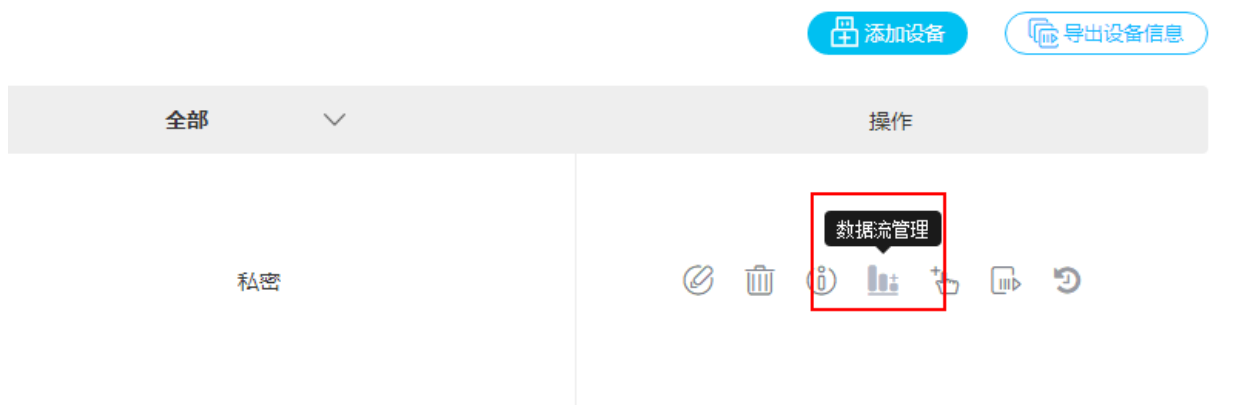 添加设备
导出设备信息
全部
操作
数据流管理
私密